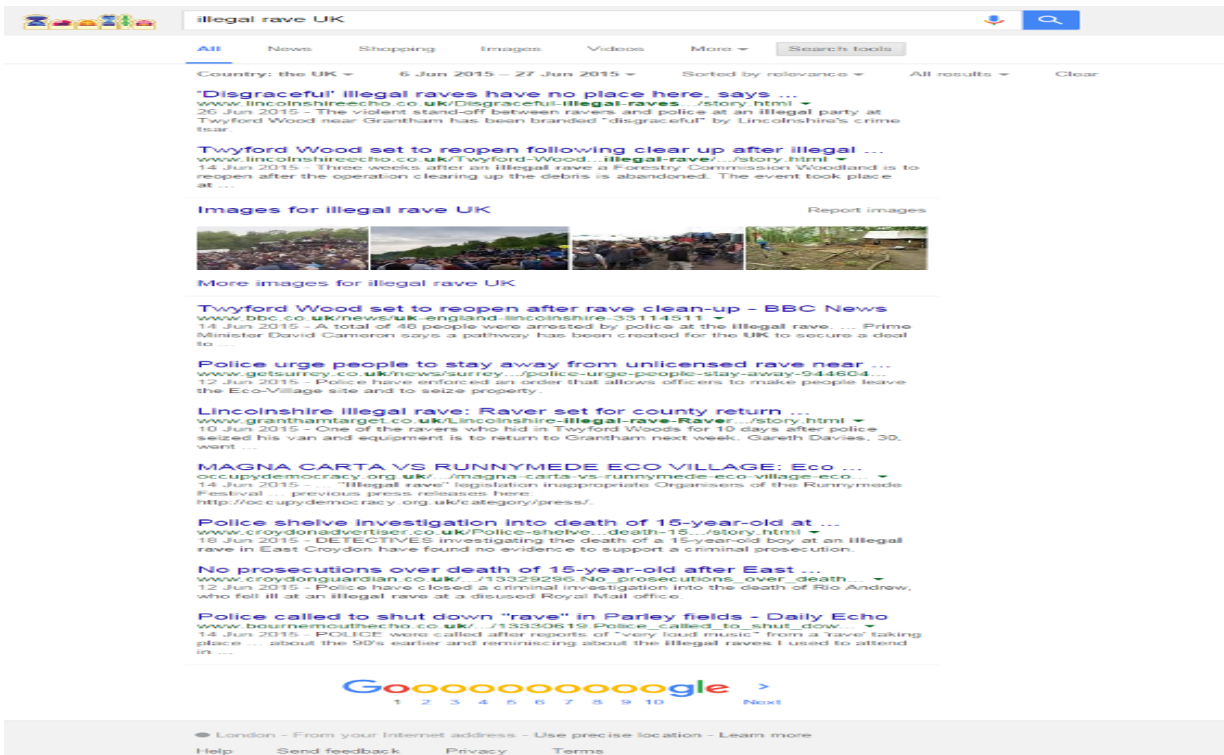 illegal rave UK
All News Shopping Images Videos More Search tools
Country: the UK 6 Jun 2015 – 27 Jun 2015 Sorted by relevance All results Clear
'Disgraceful' illegal raves have no place here, says ...
www.lincolnshireecho.co.uk/Disgraceful-illegal-raves.../story.html
26 Jun 2015 - The violent stand-off between ravers and police at an illegal party at
Twyford Wood near Grantham has been branded "disgraceful" by Lincolnshire's crime
tsar.
Twyford Wood set to reopen following clear up after illegal ...
www.lincolnshireecho.co.uk/Twyford-Wood...illegal-rave/.../story.html
14 Jun 2015 - Three weeks after an illegal rave a Forestry Commission Woodland is to
reopen after the operation clearing up the debris is abandoned. The event took place
at ...
Images for illegal rave UK Report images
More images for illegal rave UK
Twyford Wood set to reopen after rave clean-up - BBC News
www.bbc.co.uk/news/uk-england-lincolnshire-33114511
14 Jun 2015 - A total of 48 people were arrested by police at the illegal rave. ... Prime
Minister David Cameron says a pathway has been created for the UK to secure a deal
to ...
Police urge people to stay away from unlicensed rave near ...
www.getsurrey.co.uk/news/surrey.../police-urge-people-stay-away-944604...
12 Jun 2015 - Police have enforced an order that allows officers to make people leave
the Eco-Village site and to seize property.
Lincolnshire illegal rave: Raver set for county return ...
www.granthamtarget.co.uk/Lincolnshire-illegal-rave-Raver.../story.html
10 Jun 2015 - One of the ravers who hid in Twyford Woods for 10 days after police
seized his van and equipment is to return to Grantham next week. Gareth Davies, 30,
went ...
MAGNA CARTA VS RUNNYMEDE ECO VILLAGE: Eco ...
occupydemocracy.org.uk/.../magna-carta-vs-runnymede-eco-village-eco...
14 Jun 2015 - ... "Illegal rave" legislation inappropriate Organisers of the Runnymede
Festival ... previous press releases here:
http://occupydemocracy.org.uk/category/press/.
Police shelve investigation into death of 15-year-old at ...
www.croydonadvertiser.co.uk/Police-shelve...death-15.../story.html
18 Jun 2015 - DETECTIVES investigating the death of a 15-year-old boy at an illegal
rave in East Croydon have found no evidence to support a criminal prosecution.
No prosecutions over death of 15-year-old after East ...
www.croydonguardian.co.uk/.../13329296.No_prosecutions_over_death...
12 Jun 2015 - Police have closed a criminal investigation into the death of Rio Andrew,
who fell ill at an illegal rave at a disused Royal Mail office.
Police called to shut down "rave" in Parley fields - Daily Echo
www.bournemouthecho.co.uk/.../13330619.Police_called_to_shut_dow...
14 Jun 2015 - POLICE were called after reports of "very loud music" from a 'rave' taking
place ... about the 90's earlier and reminiscing about the illegal raves I used to attend
in ...
Goooooooooogle >
1 2 3 4 5 6 7 8 9 10 Next
London - From your Internet address - Use precise location - Learn more
Help Send feedback Privacy Terms